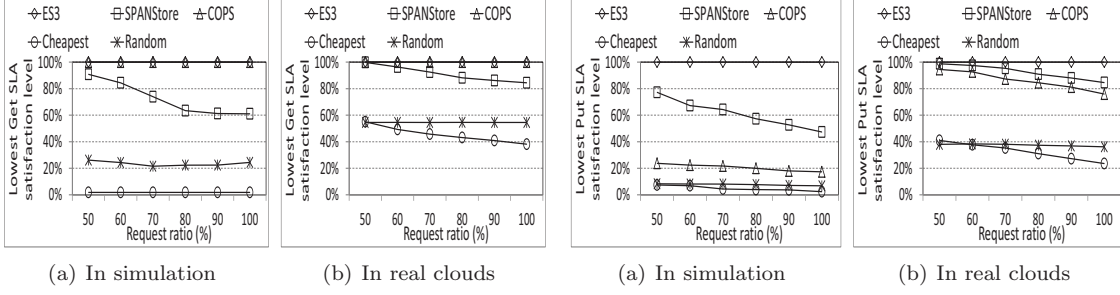 ES3 SPANStore COPS
Cheapest Random
Lowest Get SLA
satisfaction level
100%
80%
60%
40%
20%
0%
50 60 70 80 90 100
Request ratio (%)
(a) In simulation
ES3 SPANStore COPS
Cheapest Random
Lowest Get SLA
satisfaction level
100%
80%
60%
40%
20%
0%
50 60 70 80 90 100
Request ratio (%)
(b) In real clouds
ES3 SPANStore COPS
Cheapest Random
Lowest Put SLA
satisfaction level
100%
80%
60%
40%
20%
0%
50 60 70 80 90 100
Request ratio (%)
(a) In simulation
ES3 SPANStore COPS
Cheapest Random
Lowest Put SLA
satisfaction level
100%
80%
60%
40%
20%
0%
50 60 70 80 90 100
Request ratio (%)
(b) In real clouds